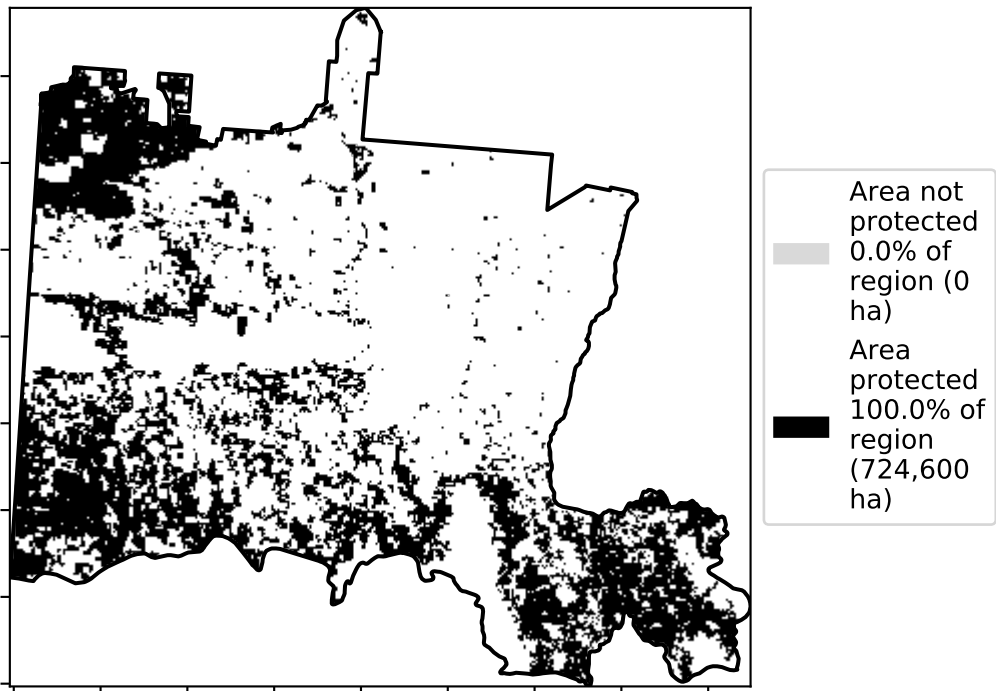 Area not
protected
0.0% of
region (0
ha)
Area
protected
100.0% of
region
(724,600
ha)